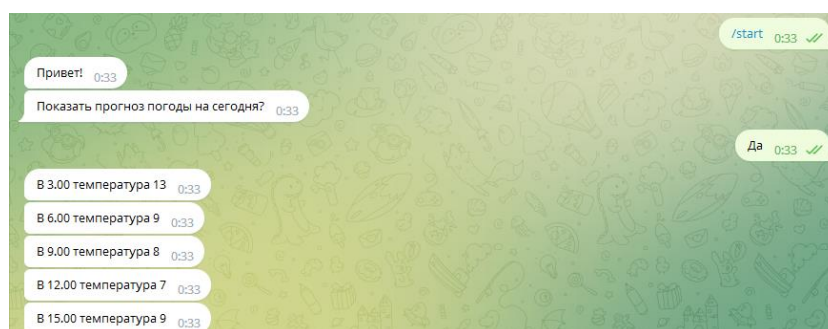 /start 0:33
Привет! 0:33
Показать прогноз погоды на сегодня? 0:33
Да 0:33
В 3.00 температура 13 0:33
В 6.00 температура 9 0:33
В 9.00 температура 8 0:33
В 12.00 температура 7 0:33
В 15.00 температура 9 0:33